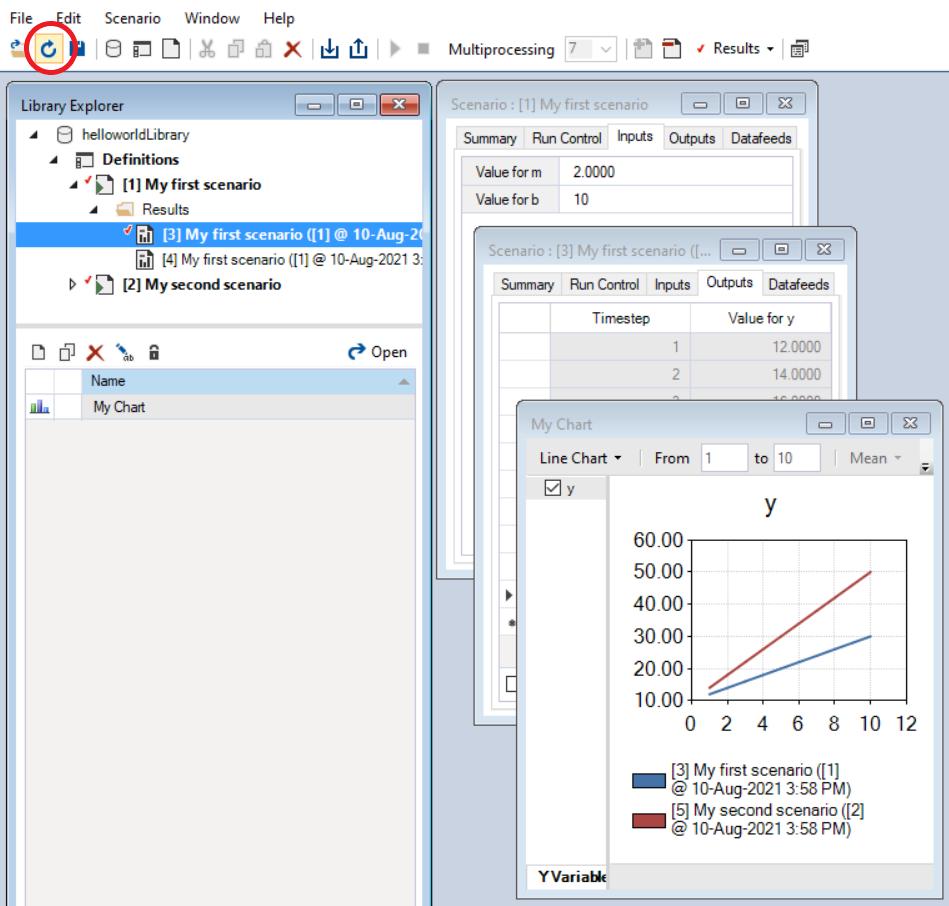 File Edit Scenario Window Help
Multiprocessing 7 Results
Library Explorer
helloworldLibrary
Definitions
[1] My first scenario
Results
[3] My first scenario ([1] @ 10-Aug-20
[4] My first scenario ([1] @ 10-Aug-2021 3:
[2] My second scenario
ab
Open
Name
My Chart
Scenario : [1] My first scenario
Summary Run Control Inputs Outputs Datafeeds
Value for m 2.0000
Value for b 10
Scenario : [3] My first scenario ([...
Summary Run Control Inputs Outputs Datafeeds
Timestep Value for y
1 12.0000
2 14.0000
My Chart
Line Chart From 1 to 10 Mean
y
y
60.00
50.00
40.00
30.00
20.00
10.00
0 2 4 6 8 10 12
[3] My first scenario ([1]
@ 10-Aug-2021 3:58 PM)
[5] My second scenario ([2]
@ 10-Aug-2021 3:58 PM)
Y Variable